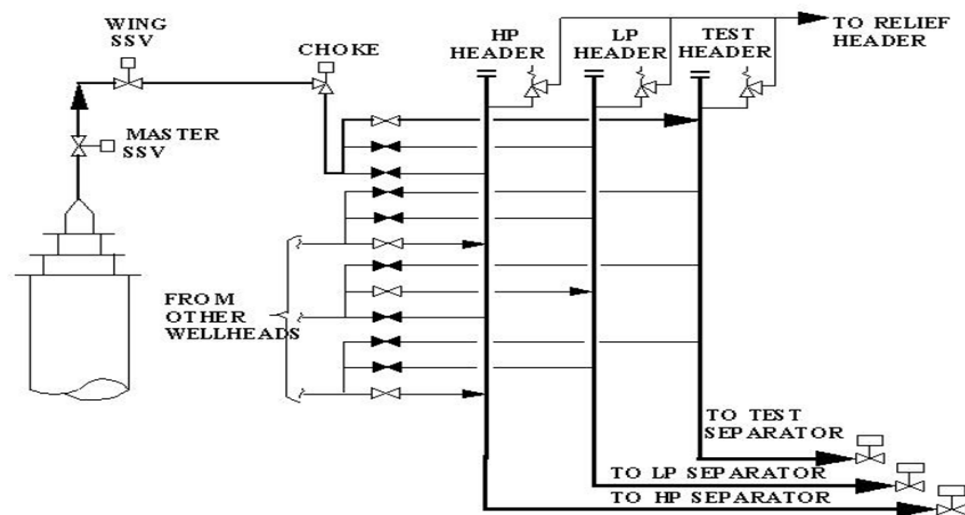 WING
SSV
CHOKE
HP
HEADER
LP
HEADER
TEST
HEADER
TO RELIEF
HEADER
MASTER
SSV
FROM
OTHER
WELLHEADS
TO TEST
SEPARATOR
TO LP SEPARATOR
TO HP SEPARATOR